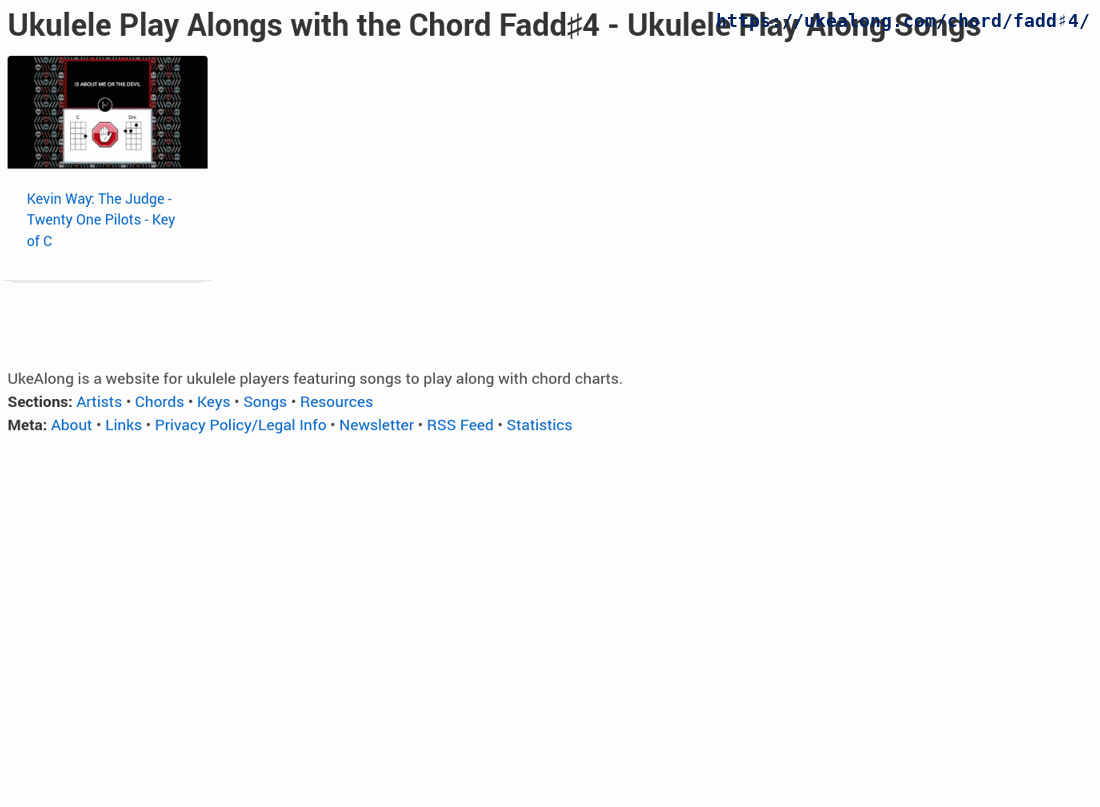 Ukulele Play Alongs with the Chord Fadd♯4 - Ukulele Play Along Songs
https://ukealong.com/chord/fadd♯4/
IS ABOUT ME OR THE DEVIL
C
Dm
Kevin Way: The Judge -
Twenty One Pilots - Key
of C
UkeAlong is a website for ukulele players featuring songs to play along with chord charts.
Sections: Artists • Chords • Keys • Songs • Resources
Meta: About • Links • Privacy Policy/Legal Info • Newsletter • RSS Feed • Statistics